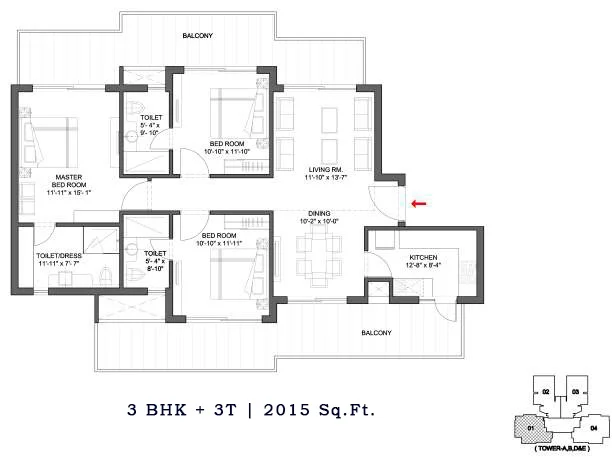 BALCONY
TOILET
5'- 4" x
9'- 10"
BED ROOM
10'-10" x 11'-10"
LIVING RM.
11'-10" x 13'-7"
MASTER
BED ROOM
11'-11" x 15'- 1"
DINING
10'-2" x 10'-0"
BED ROOM
10'-10" x 11'-11"
TOILET/DRESS
11'-11" x 7'- 7"
TOILET
5'- 4" x
8'-10"
KITCHEN
12'-8" x 8'-4"
BALCONY
3 BHK + 3T | 2015 Sq.Ft.
02
03
01
04
( TOWER-A,B,D&E )